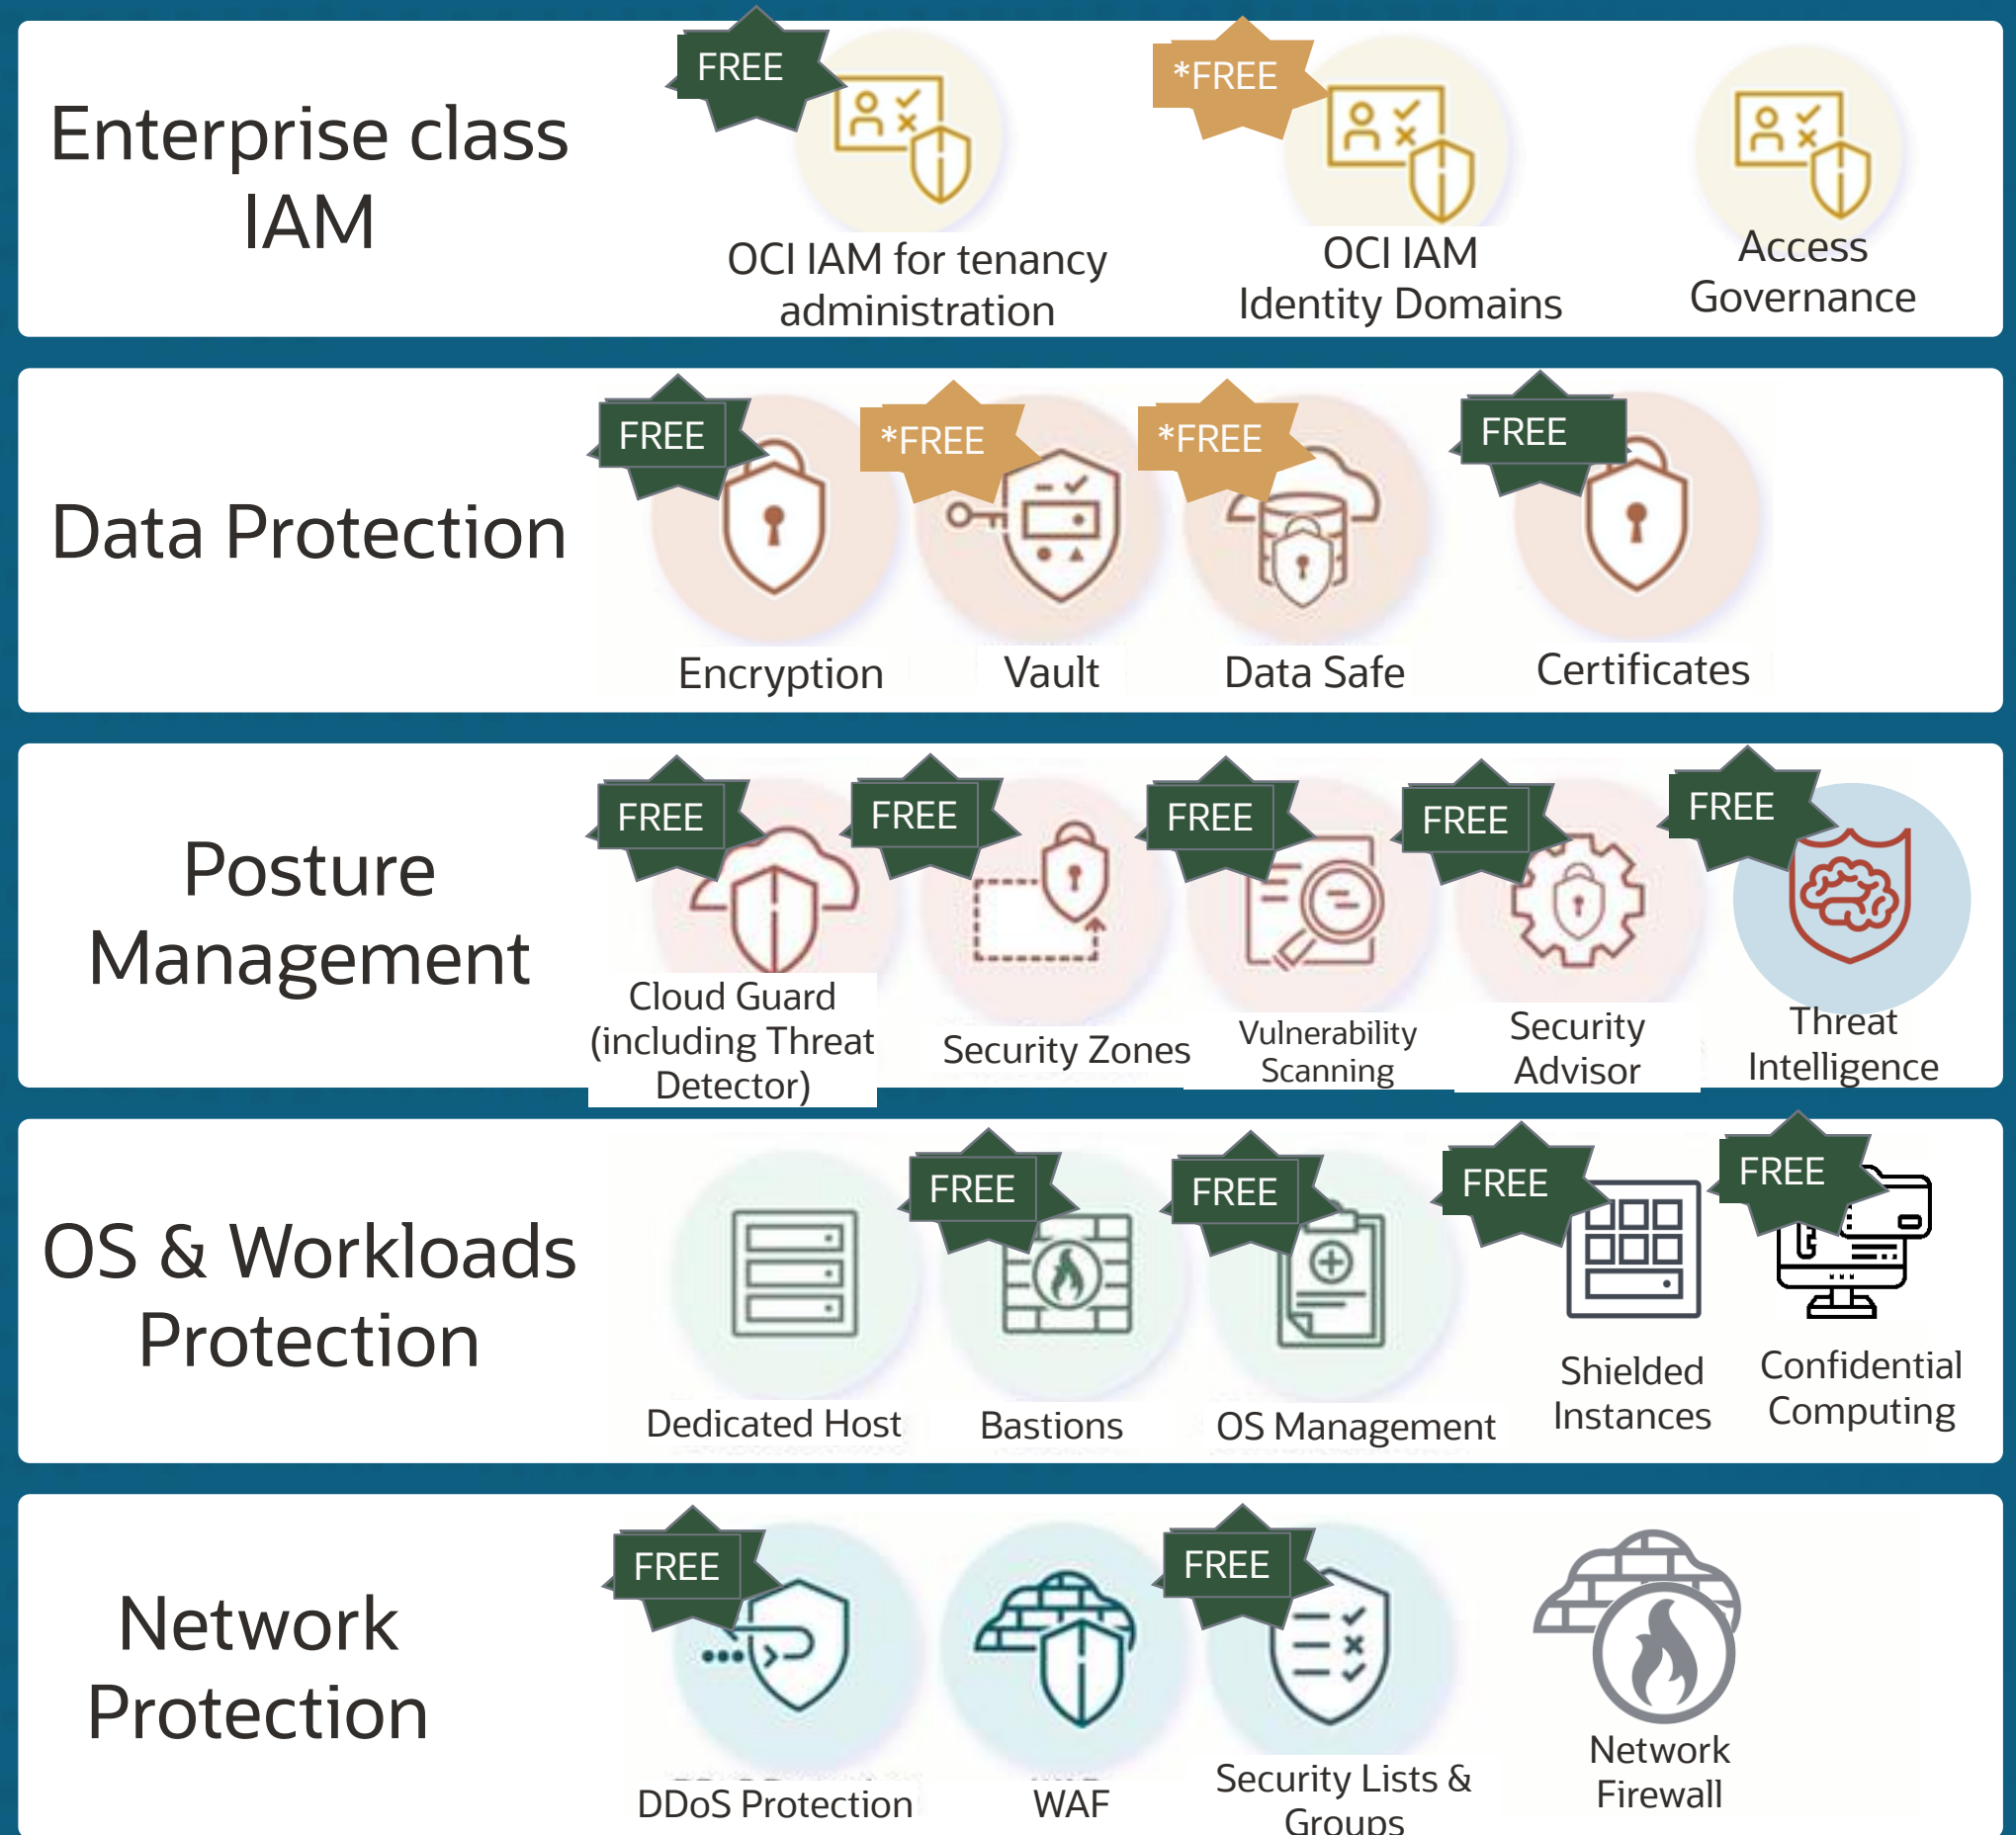 Enterprise class
IAM
FREE
OCI IAM for tenancy
administration
*FREE
OCI IAM
Identity Domains
Access
Governance
Data Protection
FREE
Encryption
*FREE
Vault
*FREE
Data Safe
FREE
Certificates
Posture
Management
FREE
Cloud Guard
(including Threat
Detector)
FREE
Security Zones
FREE
Vulnerability
Scanning
FREE
Security
Advisor
FREE
Threat
Intelligence
OS & Workloads
Protection
Dedicated Host
FREE
Bastions
FREE
OS Management
FREE
Shielded
Instances
FREE
Confidential
Computing
Network
Protection
FREE
DDoS Protection
WAF
FREE
Security Lists &
Groups
Network
Firewall